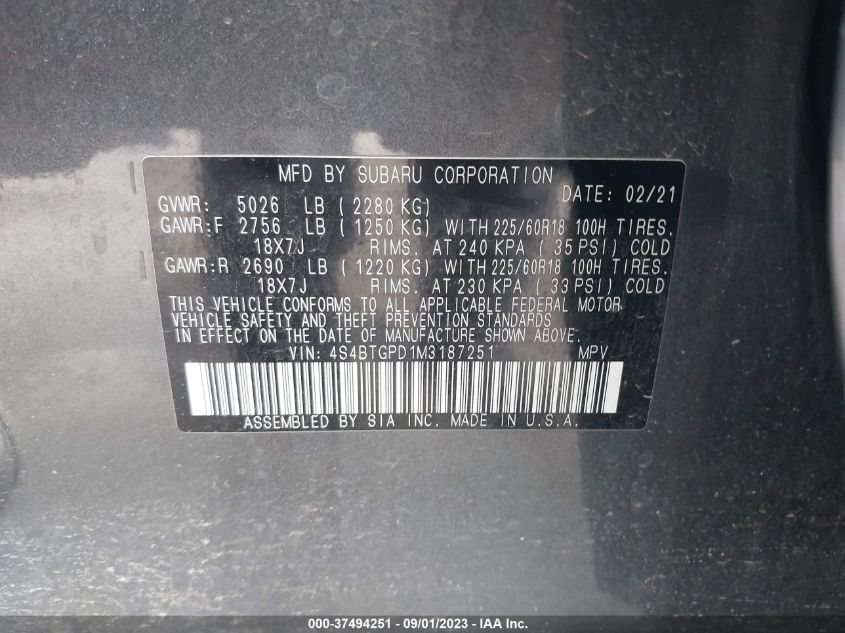 MFD BY SUBARU CORPORATION
DATE: 02/21
GVWR: 5026 LB ( 2280 KG)
GAWR:F 2756 LB ( 1250 KG) WITH 225/60R18 100H TIRES.
18X7J RIMS. AT 240 KPA ( 35 PSI) COLD
GAWR:R 2690 LB ( 1220 KG) WITH 225/60R18 100H TIRES.
18X7J RIMS. AT 230 KPA ( 33 PSI) COLD
THIS VEHICLE CONFORMS TO ALL APPLICABLE FEDERAL MOTOR
VEHICLE SAFETY AND THEFT PREVENTION STANDARDS
IN EFFECT ON THE DATE OF MANUFACTURE SHOWN ABOVE.
VIN: 4S4BTGPD1M3187251 MPV
ASSEMBLED BY SIA INC. MADE IN U.S.A.
000-37494251 - 09/01/2023 - IAA Inc.